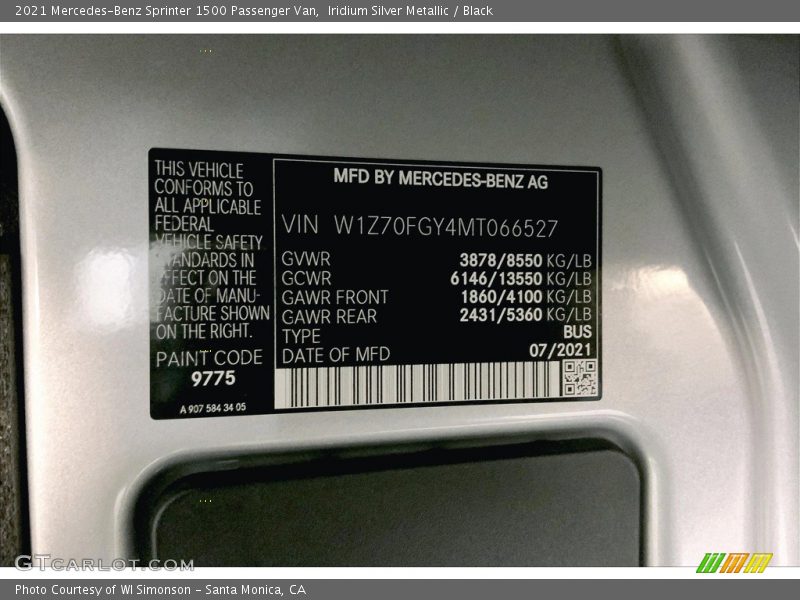 2021 Mercedes-Benz Sprinter 1500 Passenger Van,  Iridium Silver Metallic / Black
THIS VEHICLE
CONFORMS TO
ALL APPLICABLE
FEDERAL
VEHICLE SAFETY
STANDARDS IN
EFFECT ON THE
DATE OF MANU-
FACTURE SHOWN
ON THE RIGHT.
PAINT CODE
9775
A 907 584 34 05
MFD BY MERCEDES-BENZ AG
VIN W1Z70FGY4MT066527
GVWR 3878/8550 KG/LB
GCWR 6146/13550 KG/LB
GAWR FRONT 1860/4100 KG/LB
GAWR REAR 2431/5360 KG/LB
TYPE BUS
DATE OF MFD 07/2021
GTCARLOT.COM
Photo Courtesy of WI Simonson - Santa Monica, CA